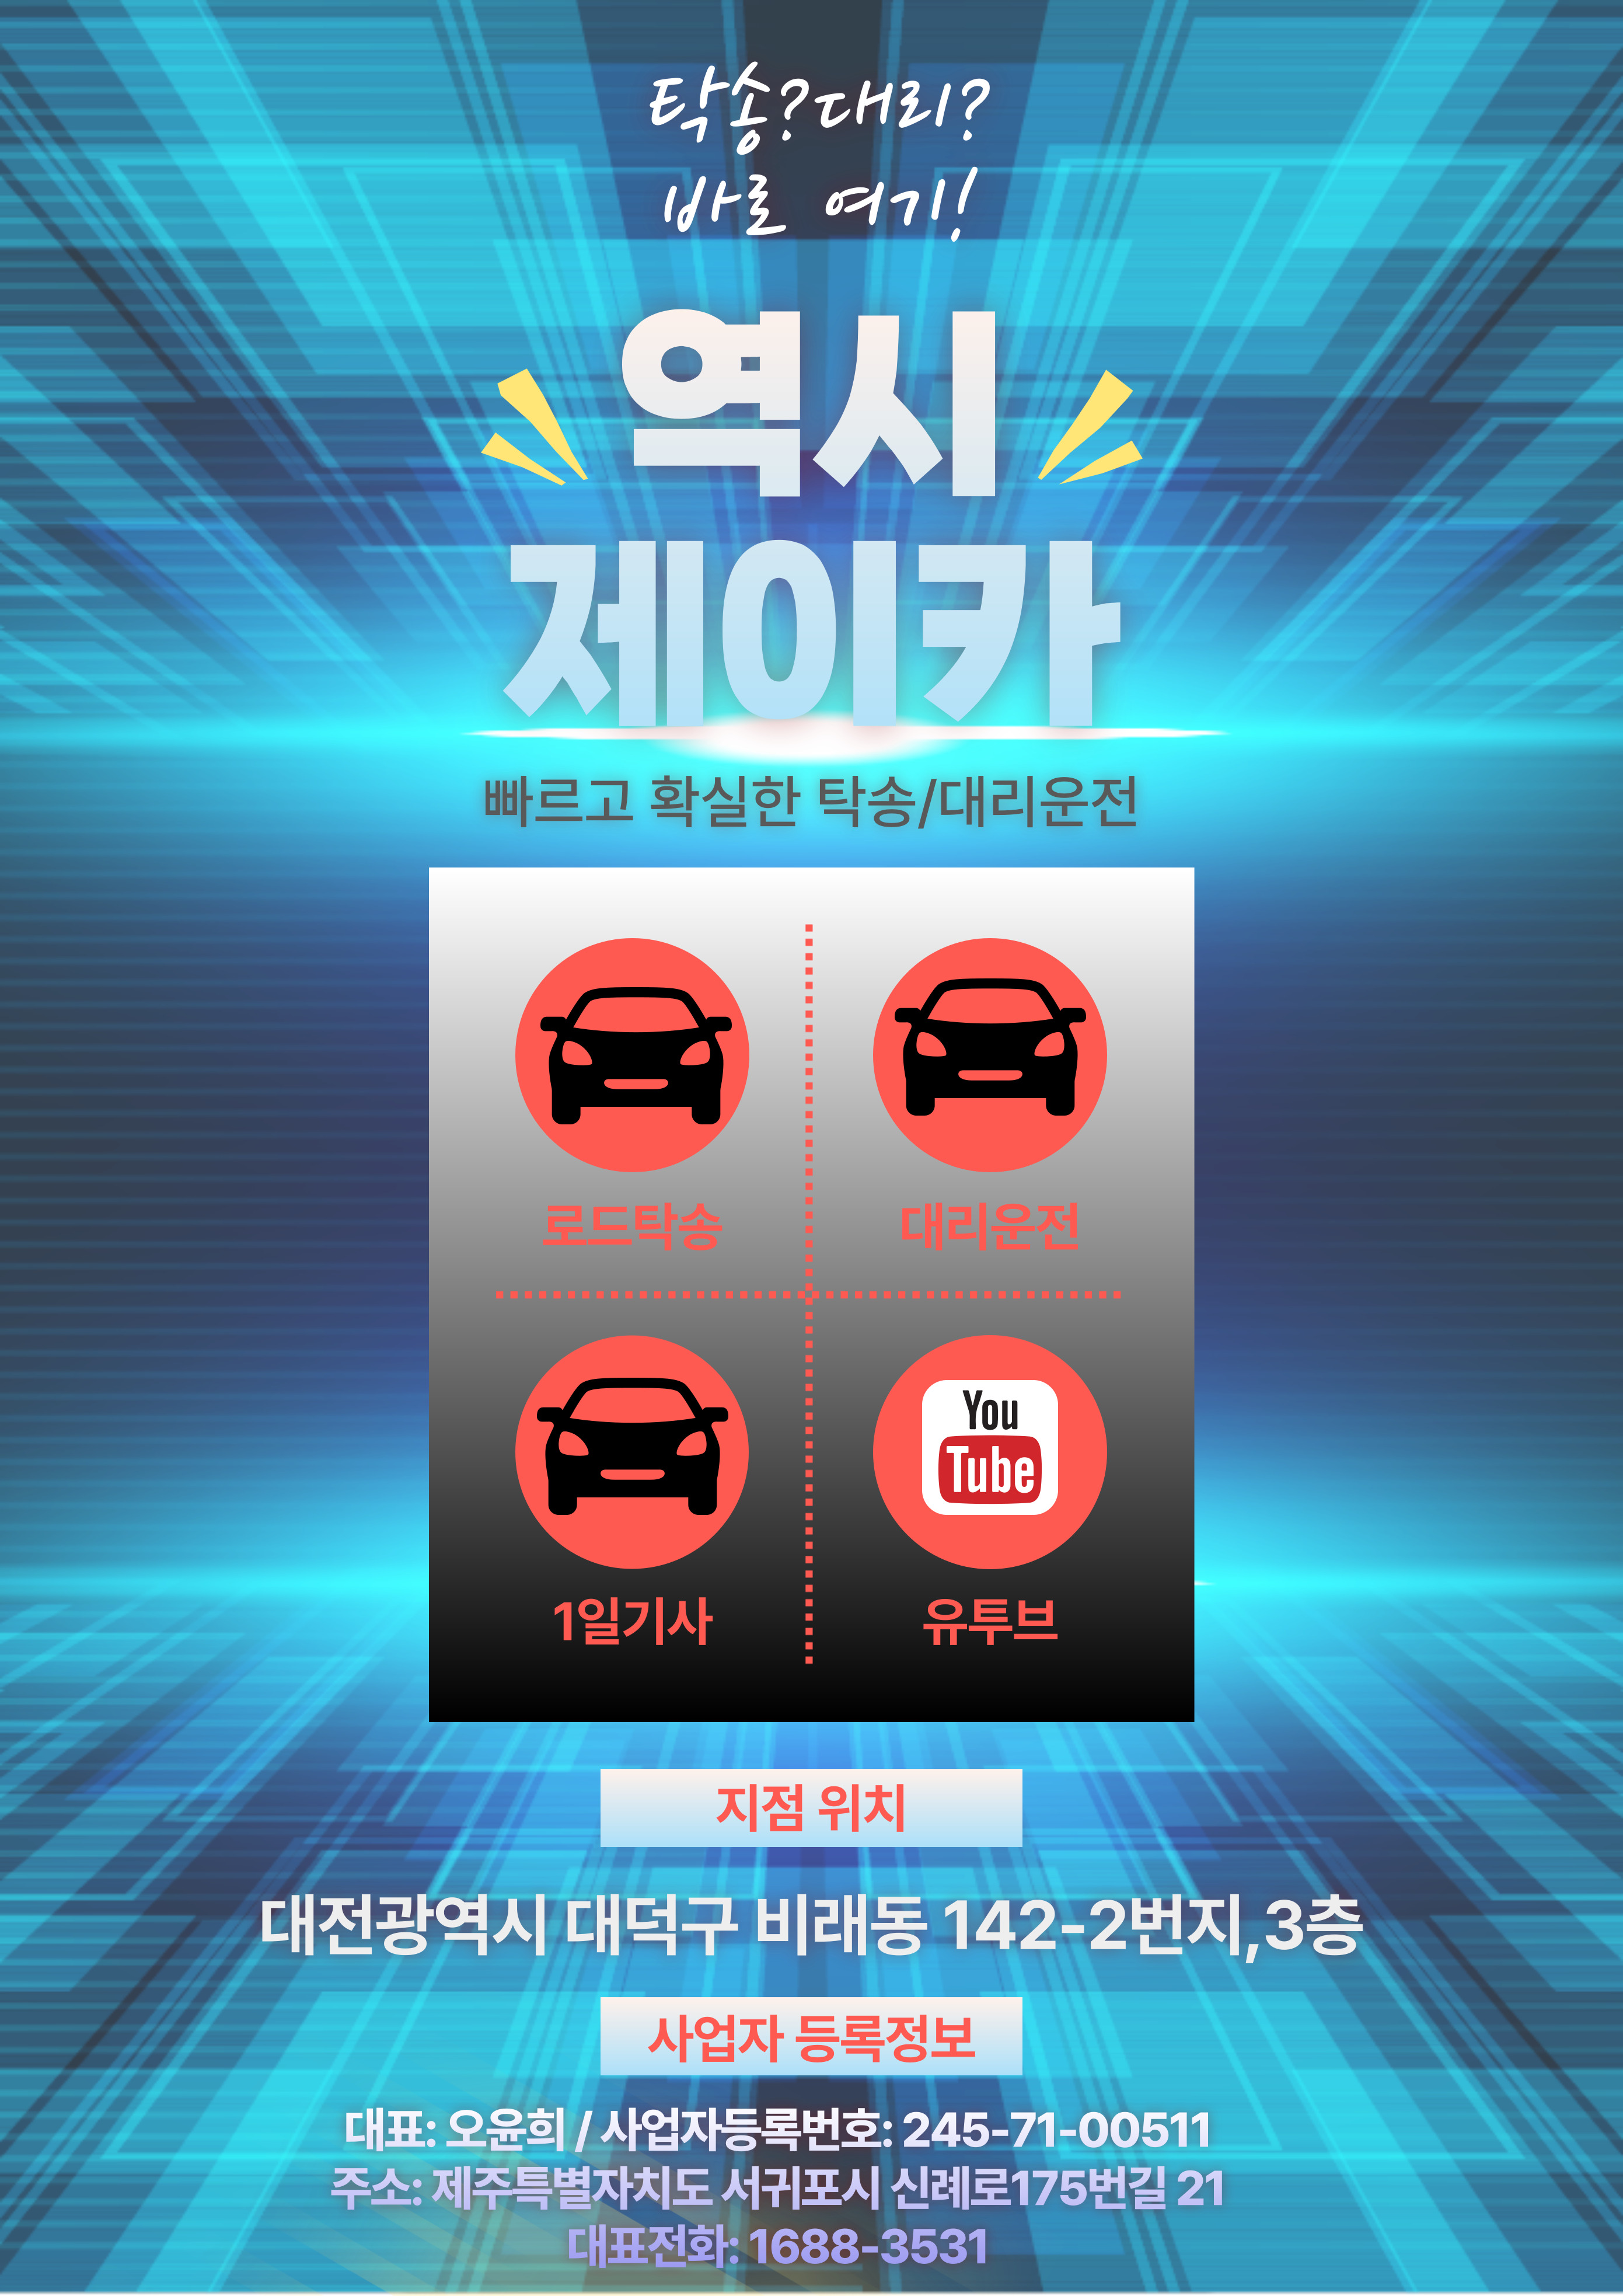 탁송?대리?
바로 여기!
역시
제이카
빠르고 확실한 탁송/대리운전
로드탁송
대리운전
1일기사
You
Tube
유투브
지점 위치
대전광역시 대덕구 비래동 142-2번지,3층
사업자 등록정보
대표: 오윤희 / 사업자등록번호: 245-71-00511
주소: 제주특별자치도 서귀포시 신례로175번길 21
대표전화: 1688-3531